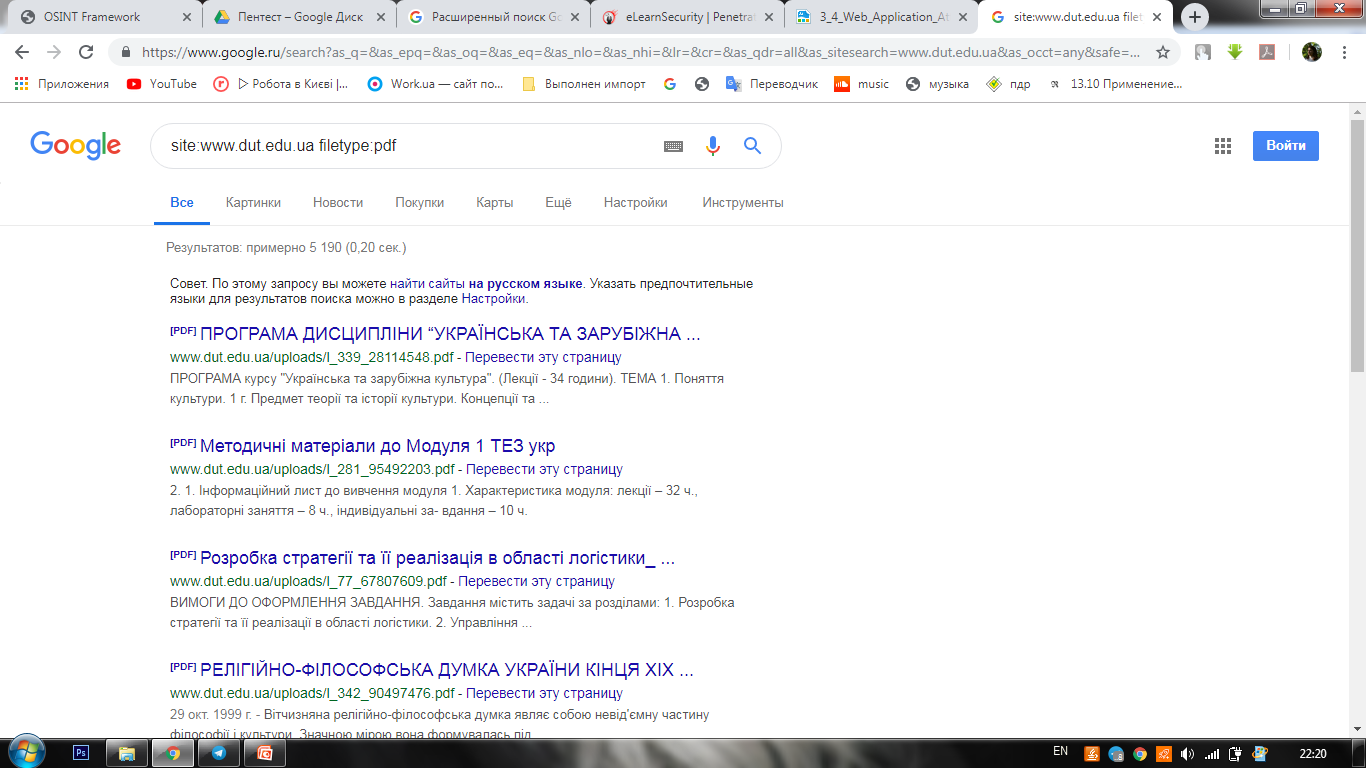 OSINT Framework
Пентест – Google Диск
Расширенный поиск Go
eLearnSecurity | Penetra
3_4_Web_Application_At
site:www.dut.edu.ua filet
https://www.google.ru/search?as_q=&as_epq=&as_oq=&as_eq=&as_nlo=&as_nhi=&lr=&cr=&as_qdr=all&as_sitesearch=www.dut.edu.ua&as_occt=any&safe=...
Приложения
YouTube
▷ Робота в Києві |...
Work.ua — сайт по...
Выполнен импорт
Переводчик
music
музыка
пдр
13.10 Применение...
Google
site:www.dut.edu.ua filetype:pdf
Войти
Все Картинки Новости Покупки Карты Ещё Настройки Инструменты
Результатов: примерно 5 190 (0,20 сек.)
Совет. По этому запросу вы можете найти сайты на русском языке. Указать предпочтительные
языки для результатов поиска можно в разделе Настройки.
[PDF] ПРОГРАМА ДИСЦИПЛІНИ “УКРАЇНСЬКА ТА ЗАРУБІЖНА ...
www.dut.edu.ua/uploads/l_339_28114548.pdf - Перевести эту страницу
ПРОГРАМА курсу "Українська та зарубіжна культура". (Лекції - 34 години). ТЕМА 1. Поняття
культури. 1 г. Предмет теорії та історії культури. Концепції та ...
[PDF] Методичні матеріали до Модуля 1 ТЕЗ укр
www.dut.edu.ua/uploads/l_281_95492203.pdf - Перевести эту страницу
2. 1. Інформаційний лист до вивчення модуля 1. Характеристика модуля: лекції – 32 ч.,
лабораторні заняття – 8 ч., індивідуальні за- вдання – 10 ч.
[PDF] Розробка стратегії та її реалізація в області логістики_ ...
www.dut.edu.ua/uploads/l_77_67807609.pdf - Перевести эту страницу
ВИМОГИ ДО ОФОРМЛЕННЯ ЗАВДАННЯ. Завдання містить задачі за розділами: 1. Розробка
стратегії та її реалізації в області логістики. 2. Управління ...
[PDF] РЕЛІГІЙНО-ФІЛОСОФСЬКА ДУМКА УКРАЇНИ КІНЦЯ XIX ...
www.dut.edu.ua/uploads/l_342_90497476.pdf - Перевести эту страницу
29 окт. 1999 г. - Вітчизняна релігійно-філософська думка являє собою невід'ємну частину
філософії і культури. Значною мірою вона формувалась під
Ps
EN
22:20